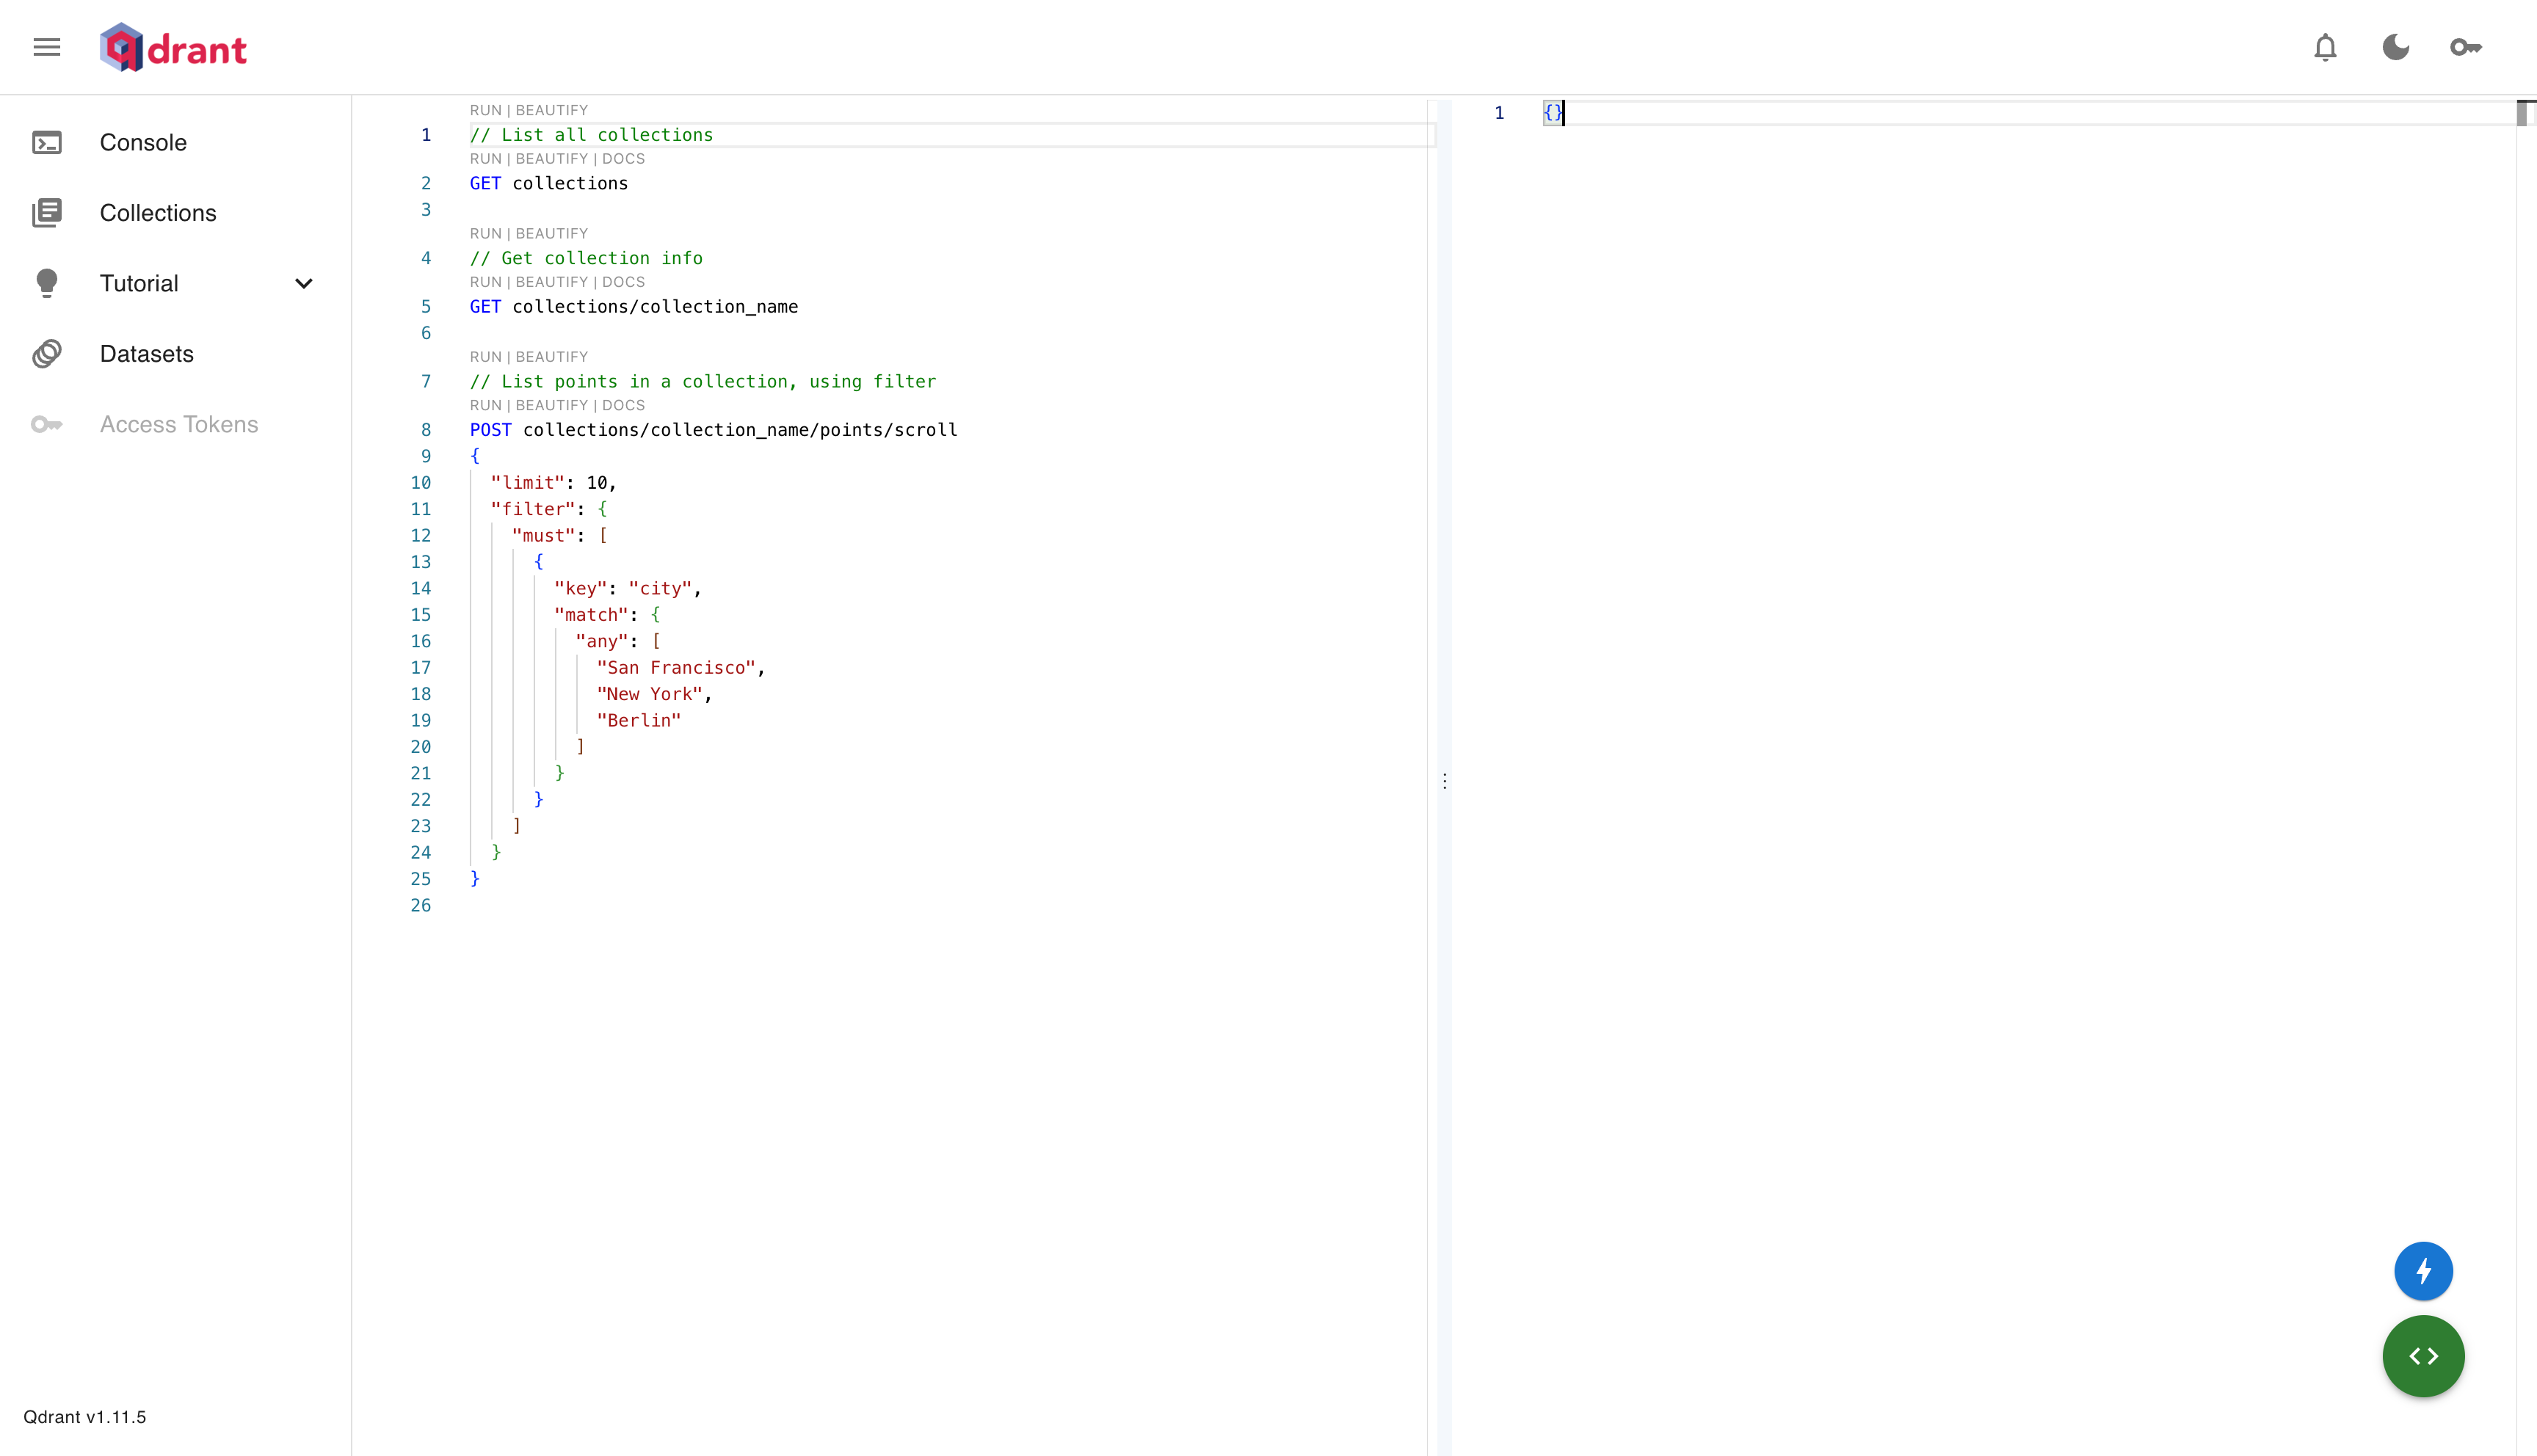 qdrant
Console
Collections
Tutorial
Datasets
Access Tokens
RUN | BEAUTIFY
1 // List all collections
RUN | BEAUTIFY | DOCS
2 GET collections
3
RUN | BEAUTIFY
4 // Get collection info
RUN | BEAUTIFY | DOCS
5 GET collections/collection_name
6
RUN | BEAUTIFY
7 // List points in a collection, using filter
RUN | BEAUTIFY | DOCS
8 POST collections/collection_name/points/scroll
9 {
10 "limit": 10,
11 "filter": {
12 "must": [
13 {
14 "key": "city",
15 "match": {
16 "any": [
17 "San Francisco",
18 "New York",
19 "Berlin"
20 ]
21 }
22 }
23 ]
24 }
25 }
26
1 {}
Qdrant v1.11.5